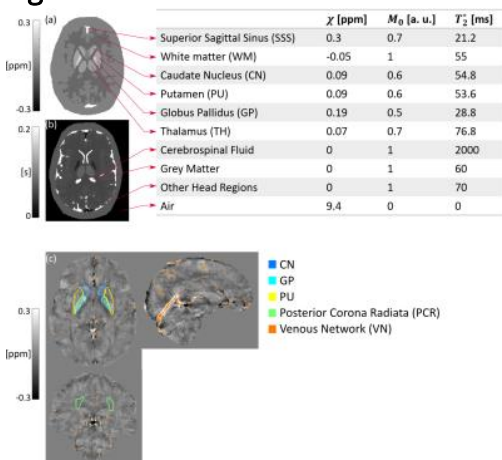 (a)
0.3
[ppm]
-0.3
(b)
0.2
[s]
0
χ [ppm] M₀ [a. u.] T₂* [ms]
Superior Sagittal Sinus (SSS) 0.3 0.7 21.2
White matter (WM) -0.05 1 55
Caudate Nucleus (CN) 0.09 0.6 54.8
Putamen (PU) 0.09 0.6 53.6
Globus Pallidus (GP) 0.19 0.5 28.8
Thalamus (TH) 0.07 0.7 76.8
Cerebrospinal Fluid 0 1 2000
Grey Matter 0 1 60
Other Head Regions 0 1 70
Air 9.4 0 0
(c)
0.3
[ppm]
-0.3
CN
GP
PU
Posterior Corona Radiata (PCR)
Venous Network (VN)